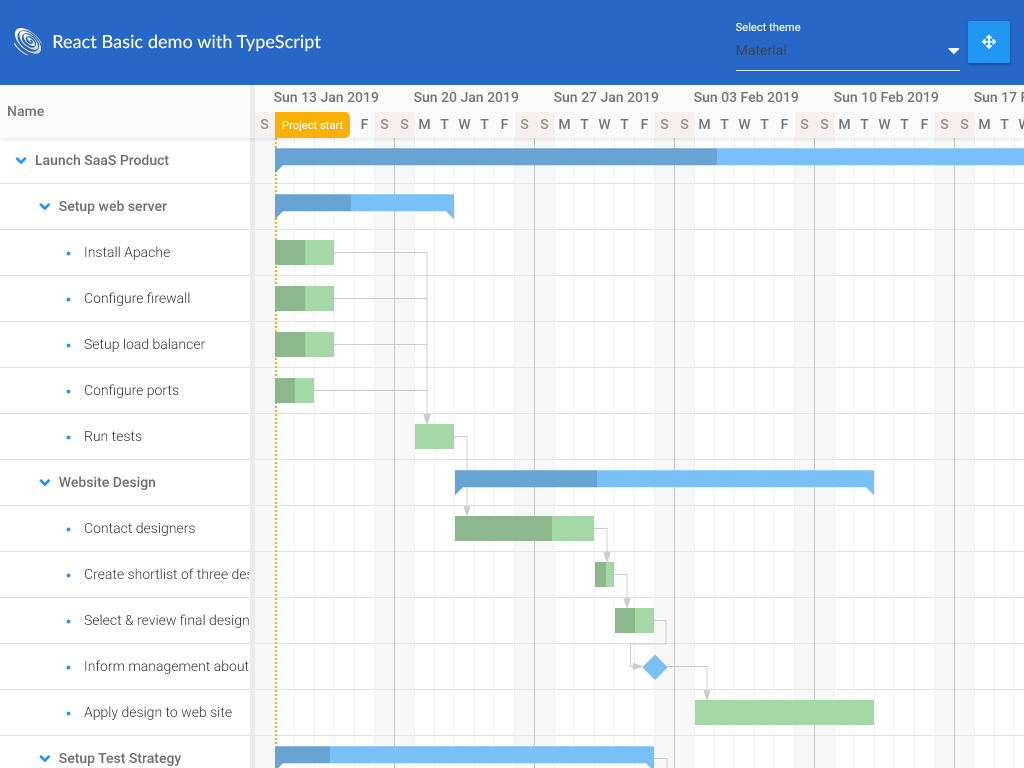 React Basic demo with TypeScript
Select theme
Material
Name
Sun 13 Jan 2019 Sun 20 Jan 2019 Sun 27 Jan 2019 Sun 03 Feb 2019 Sun 10 Feb 2019 Sun 17 F
S Project start F S S M T W T F S S M T W T F S S M T W T F S S M T W T F S S M T W
Launch SaaS Product
Setup web server
Install Apache
Configure firewall
Setup load balancer
Configure ports
Run tests
Website Design
Contact designers
Create shortlist of three des
Select & review final design
Inform management about
Apply design to web site
Setup Test Strategy